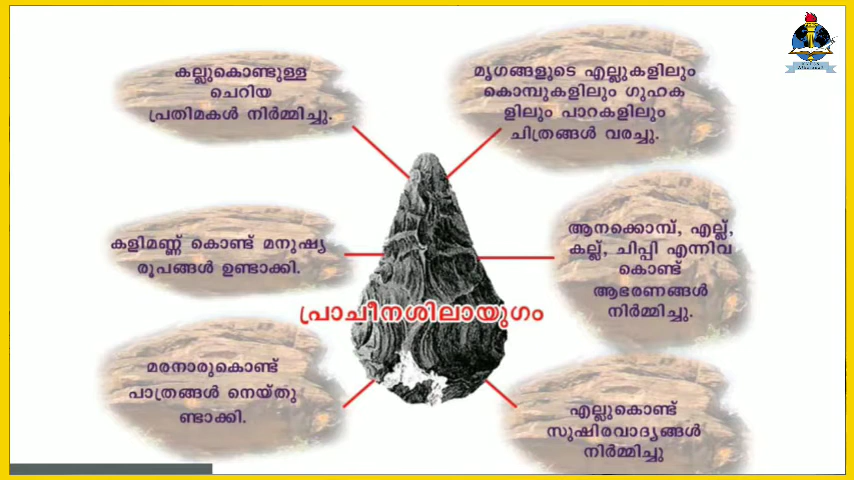 കല്ലുകൊണ്ടുള്ള
ചെറിയ
പ്രതിമകൾ നിർമ്മിച്ചു.
മൃഗങ്ങളുടെ എല്ലുകളിലും
കൊമ്പുകളിലും ഗുഹക
ളിലും പാറകളിലും
ചിത്രങ്ങൾ വരച്ചു.
കളിമണ്ണ് കൊണ്ട് മനുഷ്യ
രൂപങ്ങൾ ഉണ്ടാക്കി.
ആനക്കൊമ്പ്, എല്ല്,
കല്ല്, ചിപ്പി എന്നിവ
കൊണ്ട്
ആഭരണങ്ങൾ
നിർമ്മിച്ചു.
പ്രാചീനശിലായുഗം
മരനാരുകൊണ്ട്
പാത്രങ്ങൾ നെയ്തു
ണ്ടാക്കി.
എല്ലുകൊണ്ട്
സുഷിരവാദ്യങ്ങൾ
നിർമ്മിച്ചു